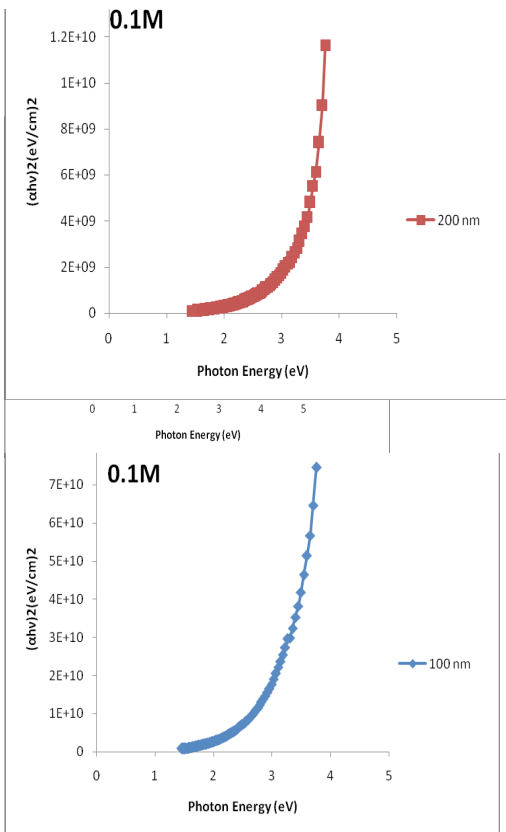 0.1M
1.2E+10
1E+10
8E+09
6E+09
4E+09
2E+09
0
(αhν)2(eV/cm)2
200 nm
0 1 2 3 4 5
Photon Energy (eV)
0 1 2 3 4 5
Photon Energy (eV)
0.1M
7E+10
6E+10
5E+10
4E+10
3E+10
2E+10
1E+10
0
(αhν)2(eV/cm)2
100 nm
0 1 2 3 4 5
Photon Energy (eV)